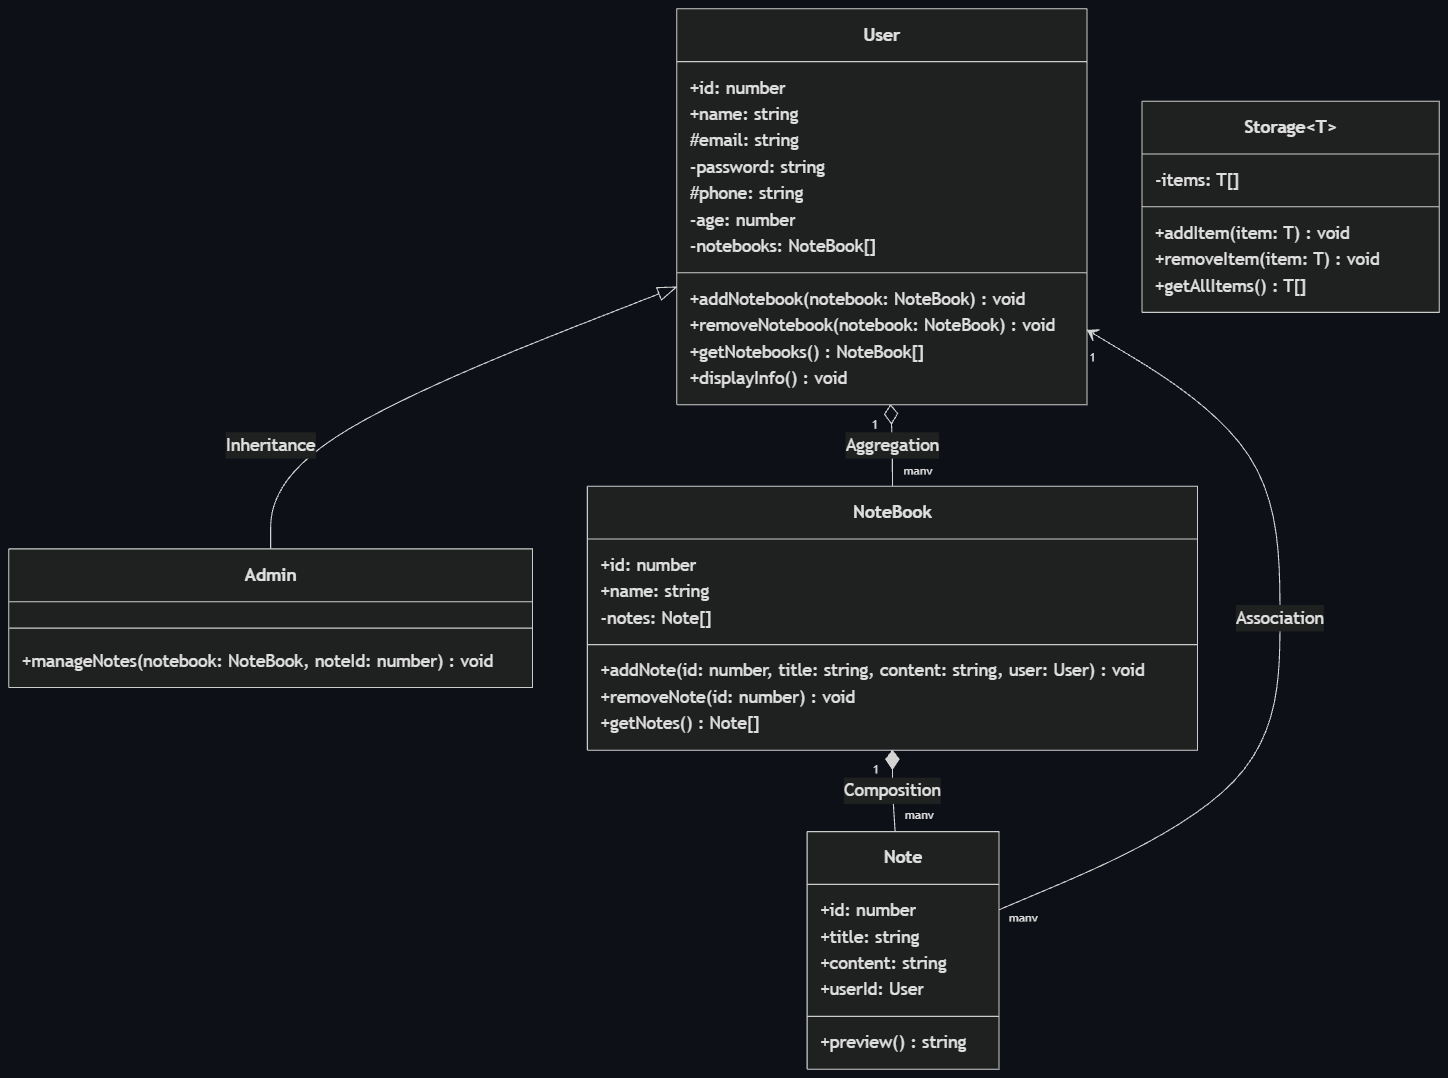 User
+id: number
+name: string
#email: string
-password: string
#phone: string
-age: number
-notebooks: NoteBook[]
+addNotebook(notebook: NoteBook) : void
+removeNotebook(notebook: NoteBook) : void
+getNotebooks() : NoteBook[]
+displayInfo() : void
Storage<T>
-items: T[]
+addItem(item: T) : void
+removeItem(item: T) : void
+getAllItems() : T[]
1
1
Inheritance
Aggregation
many
NoteBook
+id: number
+name: string
-notes: Note[]
+addNote(id: number, title: string, content: string, user: User) : void
+removeNote(id: number) : void
+getNotes() : Note[]
Admin
+manageNotes(notebook: NoteBook, noteId: number) : void
Association
1
Composition
many
Note
+id: number
+title: string
+content: string
+userId: User
+preview() : string
many